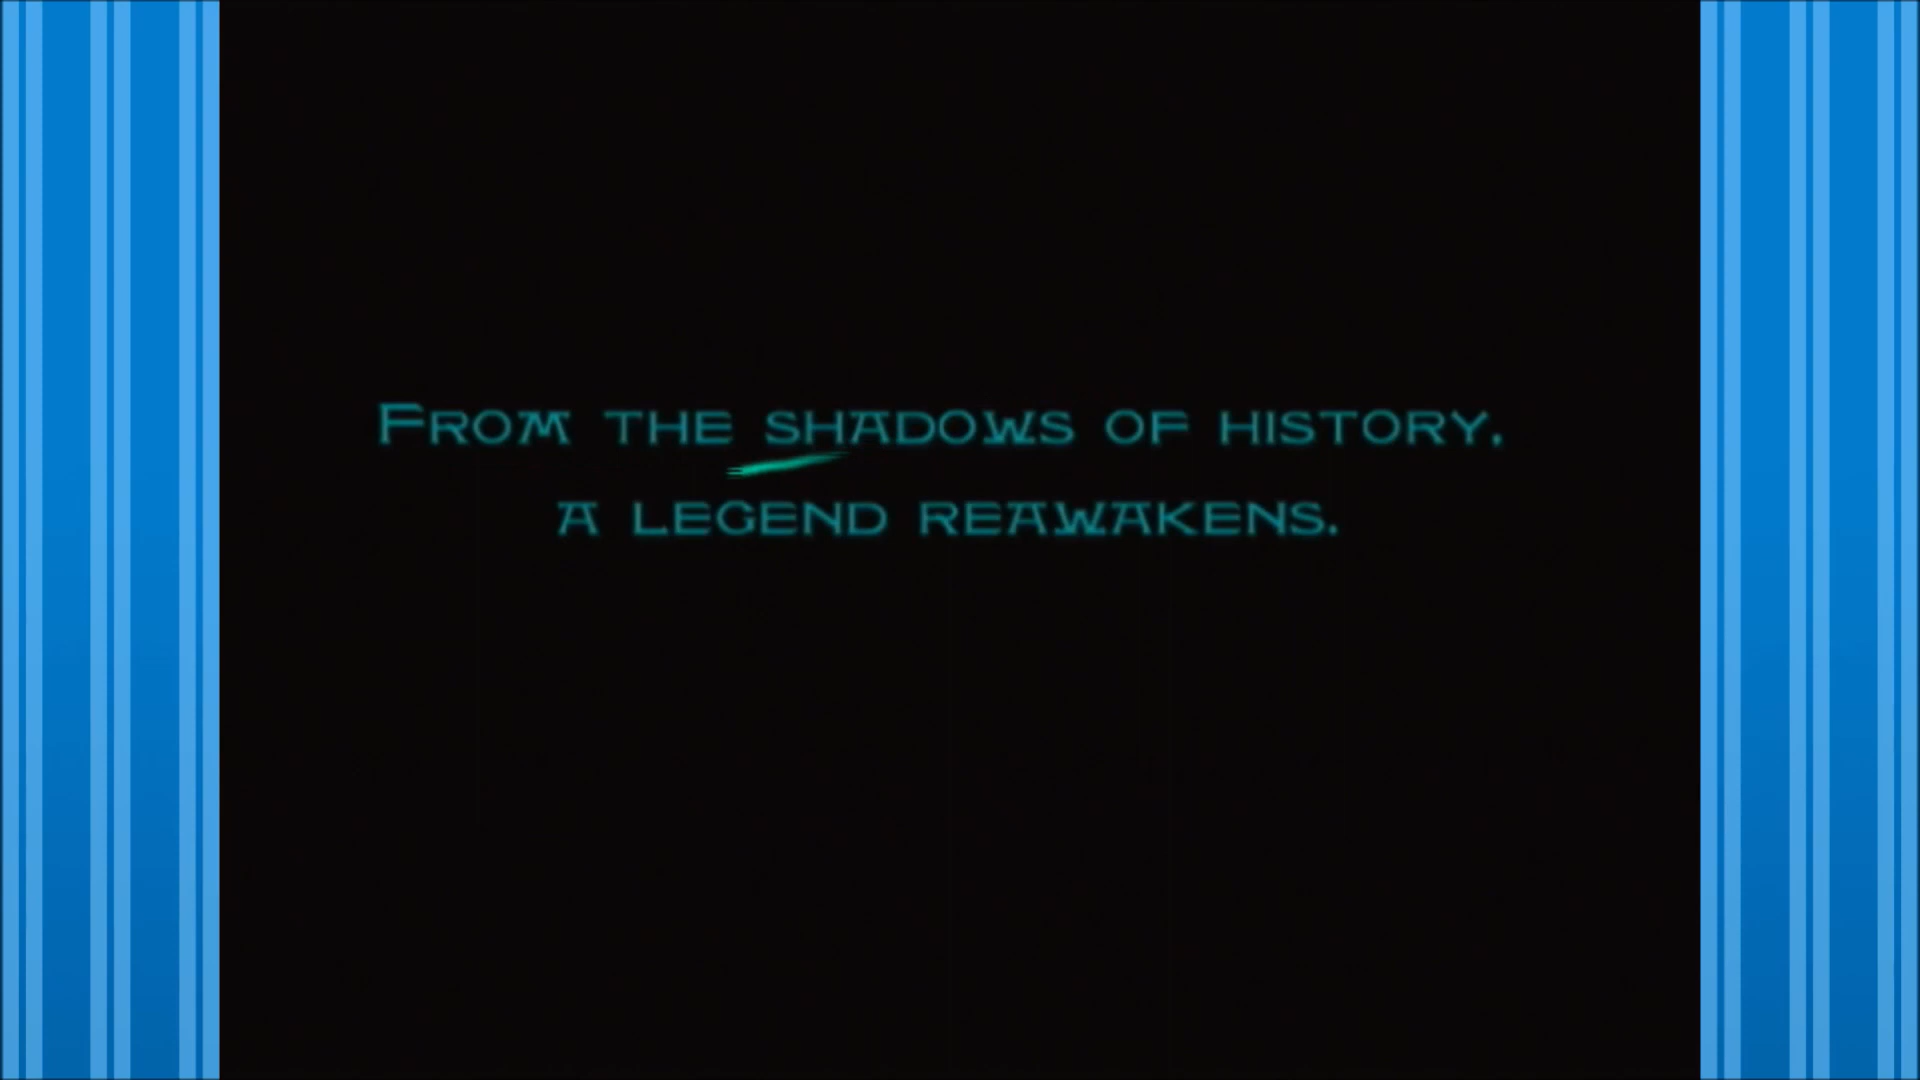 From the shadows of history,
a legend reawakens.